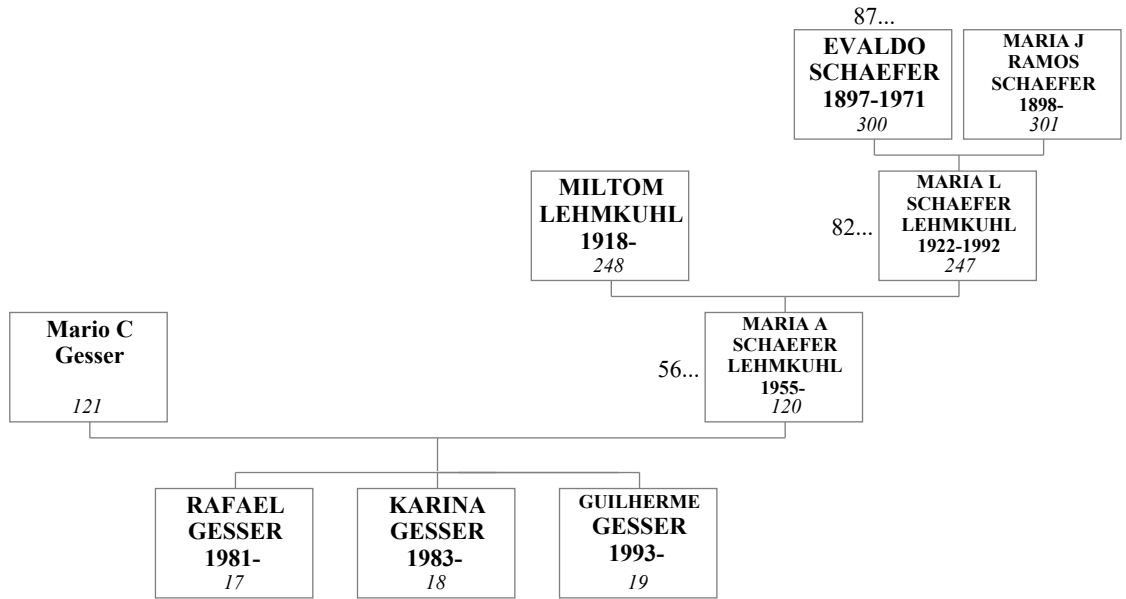 87...
EVALDO
SCHAEFER
1897-1971
300
MARIA J
RAMOS
SCHAEFER
1898-
301
MILTOM
LEHMKUHL
1918-
248
82...
MARIA L
SCHAEFER
LEHMKUHL
1922-1992
247
Mario C
Gesser
121
56...
MARIA A
SCHAEFER
LEHMKUHL
1955-
120
RAFAEL
GESSER
1981-
17
KARINA
GESSER
1983-
18
GUILHERME
GESSER
1993-
19